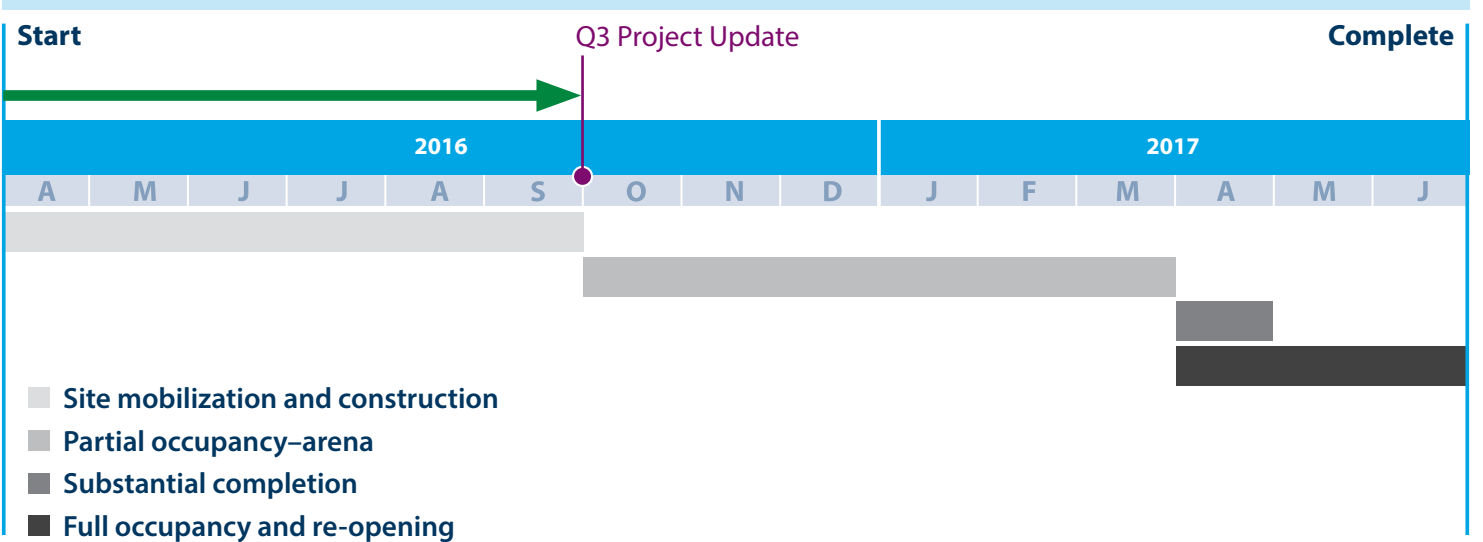 Start Q3 Project Update Complete
2016 2017
A M J J A S O N D J F M A M J
Site mobilization and construction
Partial occupancy–arena
Substantial completion
Full occupancy and re-opening